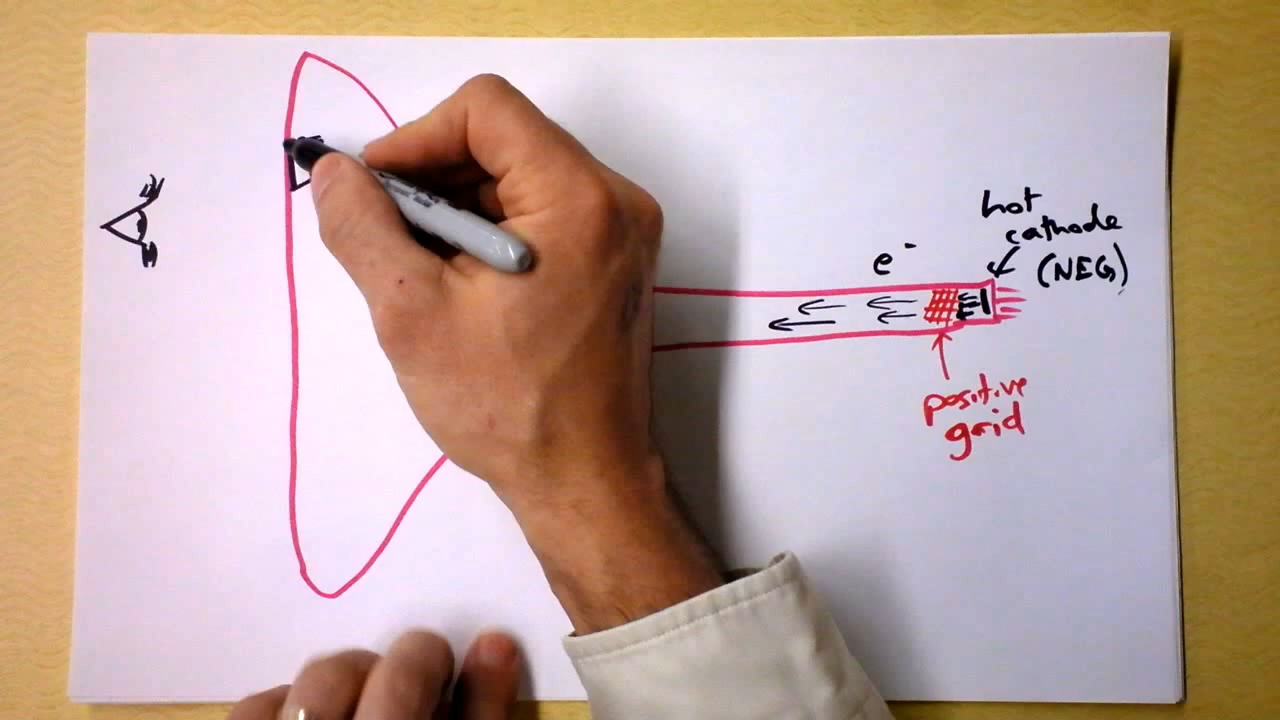 hot
cathode
(NEG)
e⁻
positive
grid